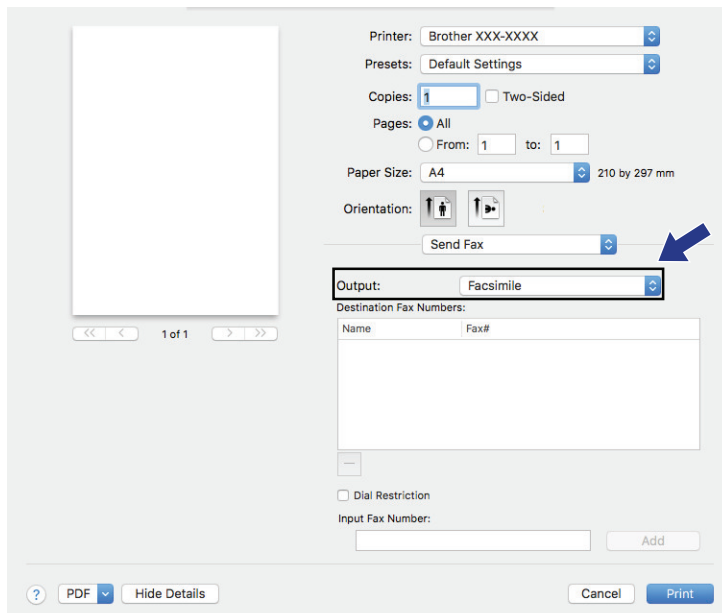 Printer: Brother XXX-XXXX
Presets: Default Settings
Copies: 1 Two-Sided
Pages: All
From: 1 to: 1
Paper Size: A4 210 by 297 mm
Orientation:
Send Fax
Output: Facsimile
Destination Fax Numbers:
Name Fax#
<< < 1 of 1 > >>
Dial Restriction
Input Fax Number:
Add
? PDF Hide Details Cancel Print